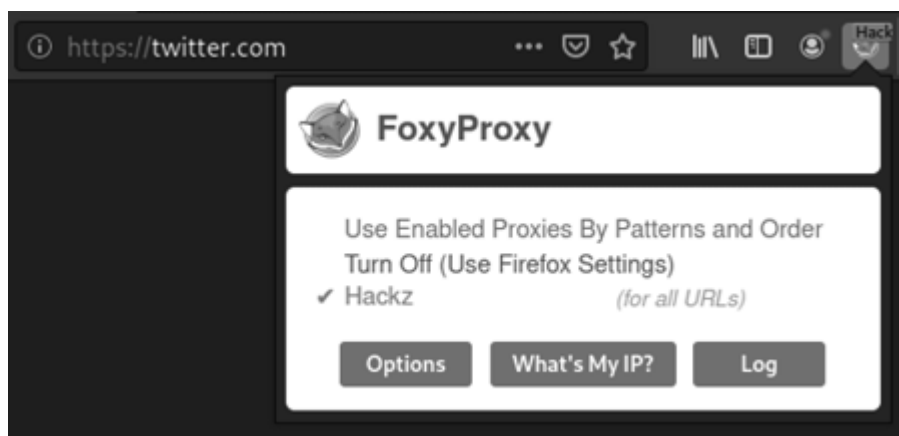 https://twitter.com
Hack
FoxyProxy
Use Enabled Proxies By Patterns and Order
Turn Off (Use Firefox Settings)
✔ Hackz (for all URLs)
Options What's My IP? Log